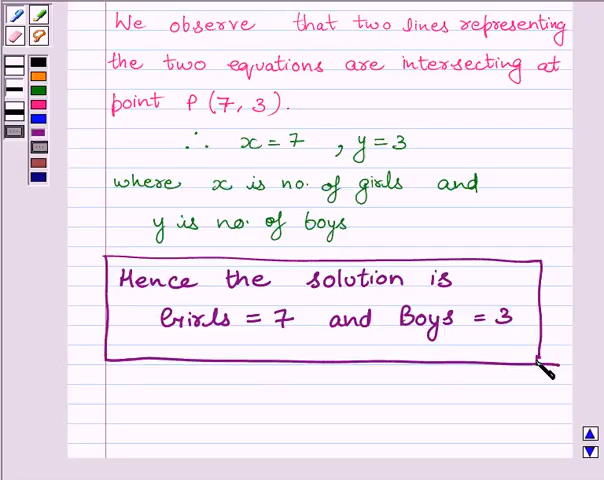 We observe that two lines representing
the two equations are intersecting at
point P (7, 3).
∴ x = 7 , y = 3
where x is no. of girls and
y is no. of boys
Hence the solution is
Girls = 7 and Boys = 3